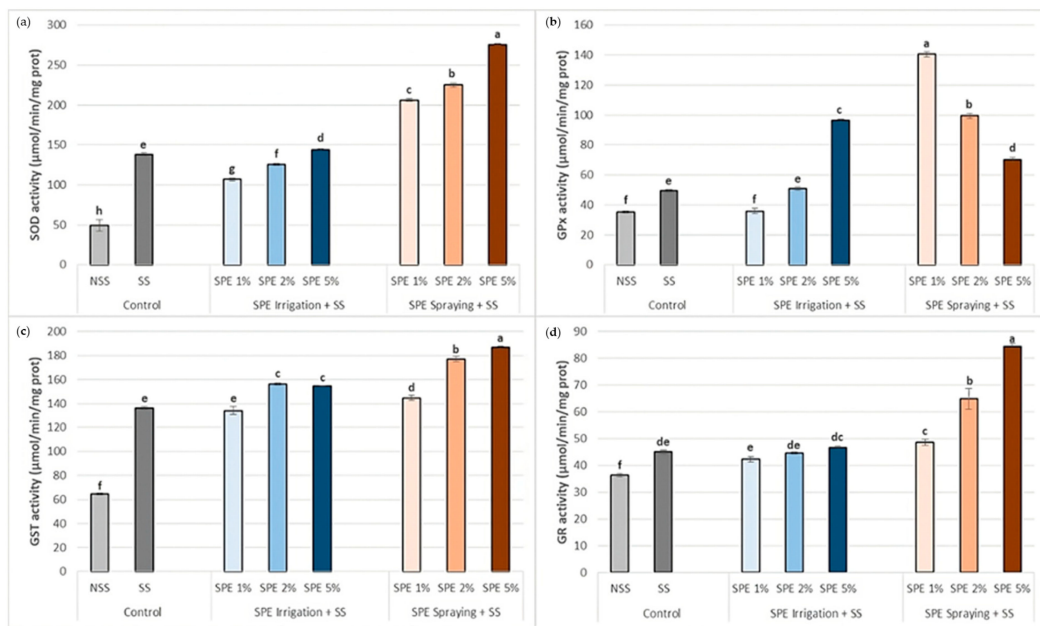 (a)
SOD activity (µmol/min/mg prot)
300
250
200
150
100
50
0
h
e
g
f
d
c
b
a
NSS SS SPE 1% SPE 2% SPE 5% SPE 1% SPE 2% SPE 5%
Control SPE Irrigation + SS SPE Spraying + SS
(b)
GPx activity (µmol/min/mg prot)
160
140
120
100
80
60
40
20
0
f
e
f
e
c
a
b
d
NSS SS SPE 1% SPE 2% SPE 5% SPE 1% SPE 2% SPE 5%
Control SPE Irrigation + SS SPE Spraying + SS
(c)
GST activity (µmol/min/mg prot)
200
180
160
140
120
100
80
60
40
20
0
f
e
e
c
c
d
b
a
NSS SS SPE 1% SPE 2% SPE 5% SPE 1% SPE 2% SPE 5%
Control SPE Irrigation + SS SPE Spraying + SS
(d)
GR activity (µmol/min/mg prot)
90
80
70
60
50
40
30
20
10
0
f
de
e
de
dc
c
b
a
NSS SS SPE 1% SPE 2% SPE 5% SPE 1% SPE 2% SPE 5%
Control SPE Irrigation + SS SPE Spraying + SS